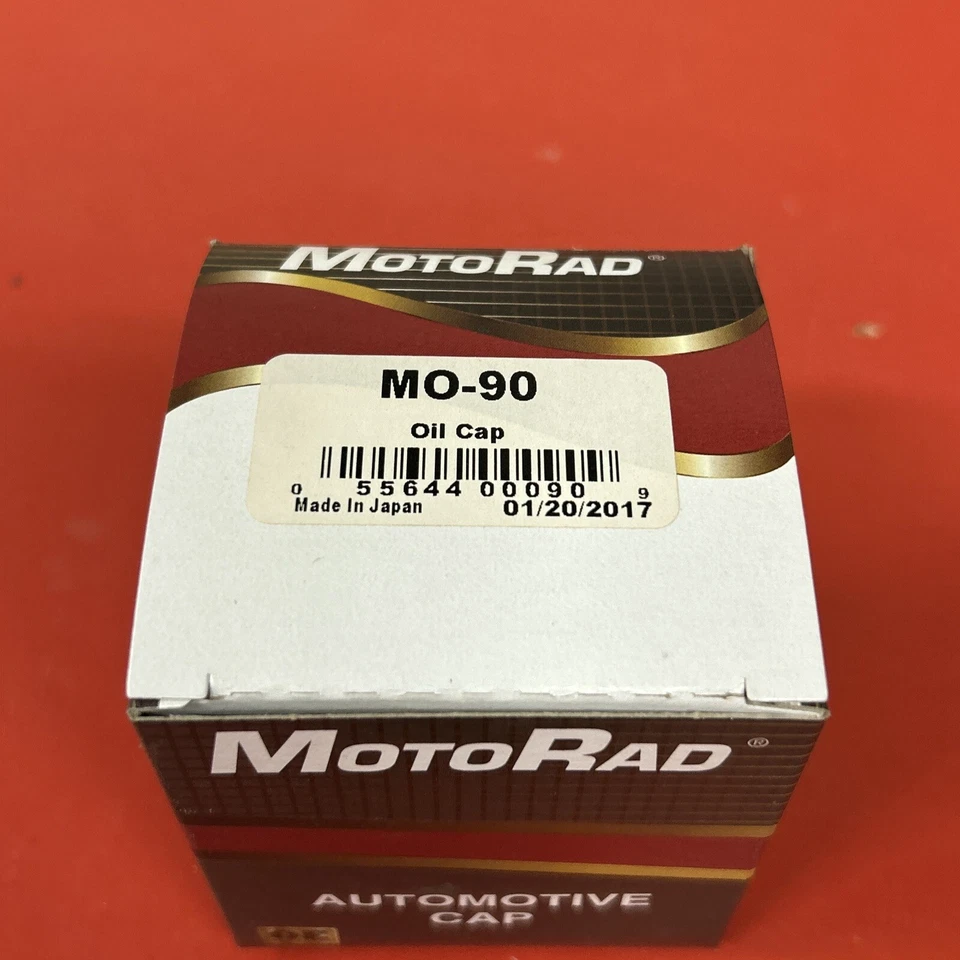 MOTORAD®
MO-90
Oil Cap
0 55644 00090 9
Made In Japan 01/20/2017
MOTORAD®
AUTOMOTIVE
CAP